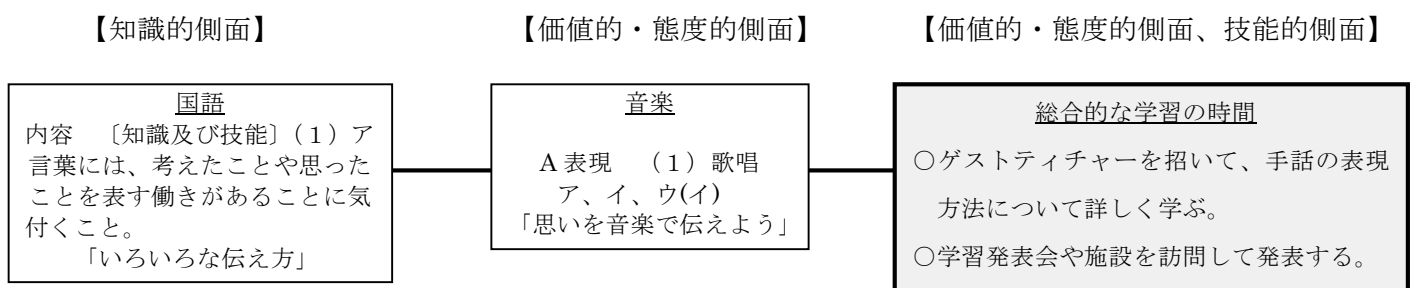 【知識的側面】
【価値的・態度的側面】
【価値的・態度的側面、技能的側面】
国語
内容　〔知識及び技能〕（１）ア
言葉には、考えたことや思った
ことを表す働きがあることに気
付くこと。
「いろいろな伝え方」
音楽
A 表現　（１）歌唱
ア、イ、ウ(イ)
「思いを音楽で伝えよう」
総合的な学習の時間
○ゲストティチャーを招いて、手話の表現
方法について詳しく学ぶ。
○学習発表会や施設を訪問して発表する。